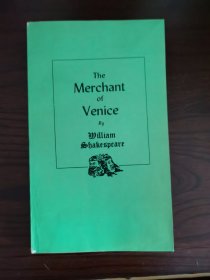 The
Merchant
of
Venice
By
William
Shakespeare